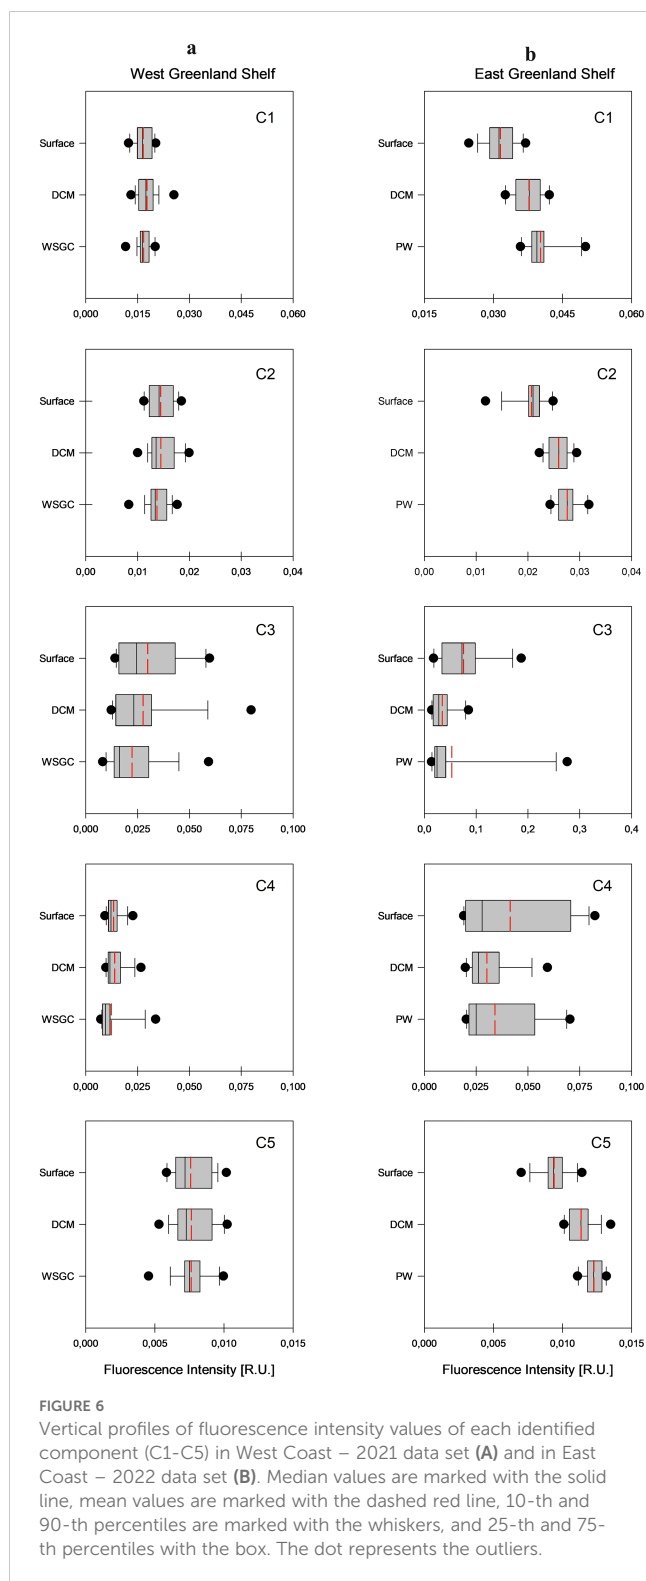 a
West Greenland Shelf
C1
Surface
DCM
WSGC
0,000 0,015 0,030 0,045 0,060
C2
Surface
DCM
WSGC
0,00 0,01 0,02 0,03 0,04
C3
Surface
DCM
WSGC
0,000 0,025 0,050 0,075 0,100
C4
Surface
DCM
WSGC
0,000 0,025 0,050 0,075 0,100
C5
Surface
DCM
WSGC
0,000 0,005 0,010 0,015
Fluorescence Intensity [R.U.]
b
East Greenland Shelf
C1
Surface
DCM
PW
0,015 0,030 0,045 0,060
C2
Surface
DCM
PW
0,00 0,01 0,02 0,03 0,04
C3
Surface
DCM
PW
0,0 0,1 0,2 0,3 0,4
C4
Surface
DCM
PW
0,000 0,025 0,050 0,075 0,100
C5
Surface
DCM
PW
0,000 0,005 0,010 0,015
Fluorescence Intensity [R.U.]
FIGURE 6
Vertical profiles of fluorescence intensity values of each identified
component (C1-C5) in West Coast – 2021 data set (A) and in East
Coast – 2022 data set (B). Median values are marked with the solid
line, mean values are marked with the dashed red line, 10-th and
90-th percentiles are marked with the whiskers, and 25-th and 75-
th percentiles with the box. The dot represents the outliers.